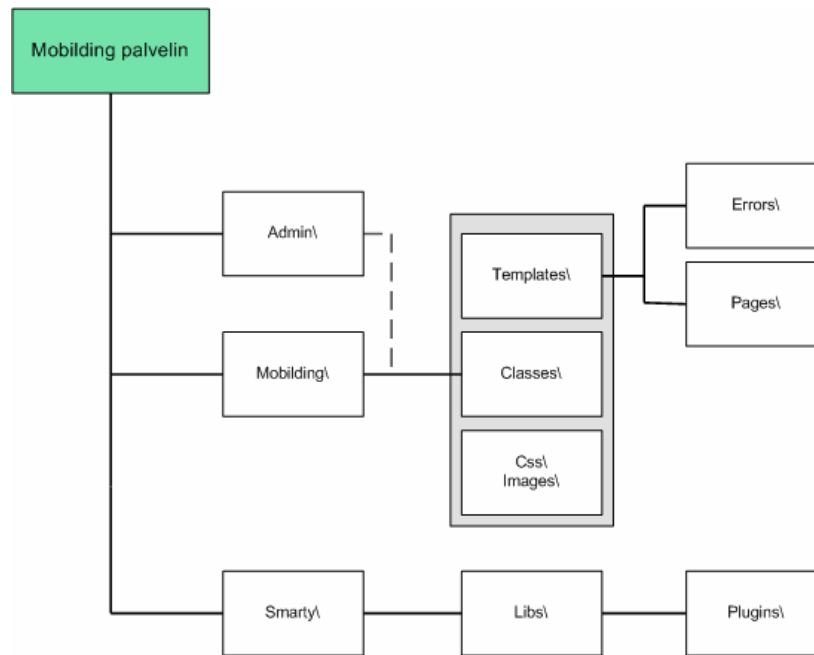 Mobilding palvelin
Errors\
Admin\
Templates\
Pages\
Mobilding\
Classes\
Css\
Images\
Smarty\
Libs\
Plugins\